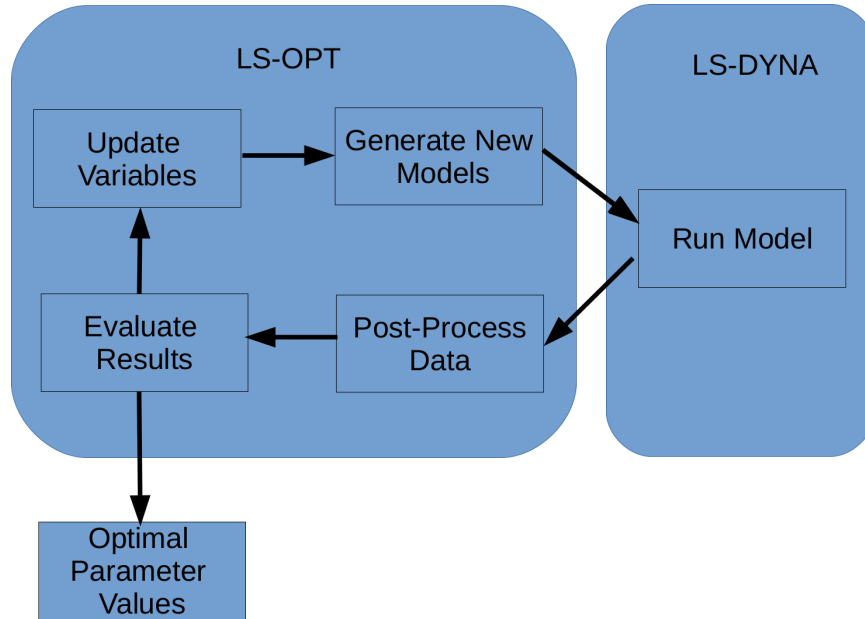 LS-OPT
LS-DYNA
Update
Variables
Generate New
Models
Run Model
Evaluate
Results
Post-Process
Data
Optimal
Parameter
Values